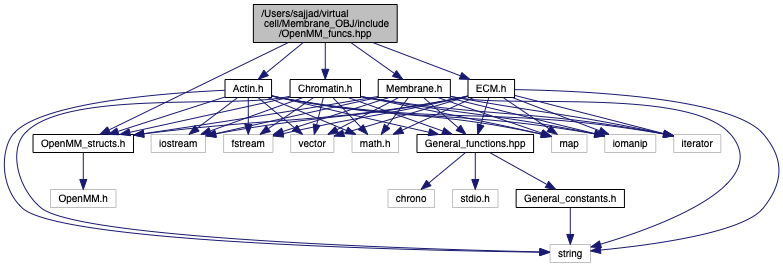 /Users/sajjad/virtual
cell/Membrane_OBJ/include
/OpenMM_funcs.hpp
Actin.h
Chromatin.h
Membrane.h
ECM.h
OpenMM_structs.h
iostream
fstream
vector
math.h
General_functions.hpp
map
iomanip
iterator
OpenMM.h
chrono
stdio.h
General_constants.h
string